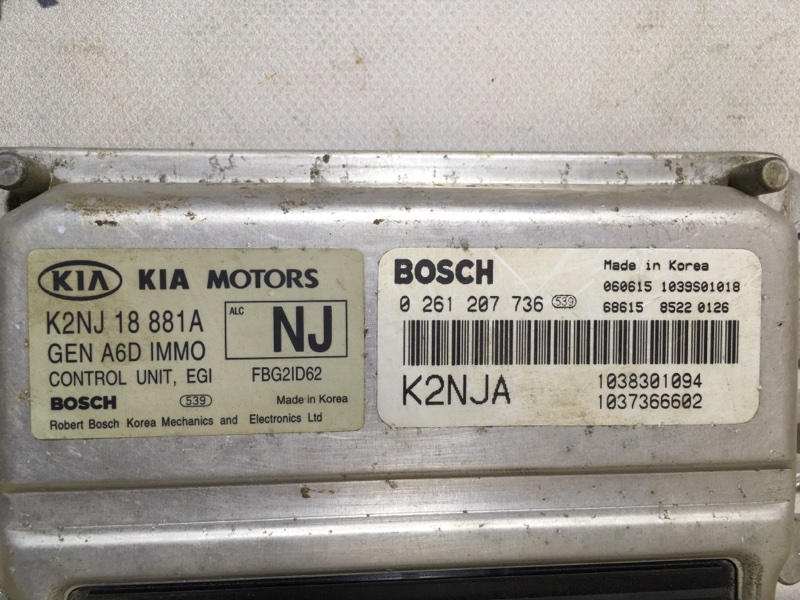 KIA KIA MOTORS
K2NJ 18 881A
GEN A6D IMMO
CONTROL UNIT, EGI
ALC
NJ
FBG2ID62
BOSCH 539 Made in Korea
Robert Bosch Korea Mechanics and Electronics Ltd
BOSCH
0 261 207 736 539
Made in Korea
060615 1039S01018
68615 8522 0126
K2NJA
1038301094
1037366602